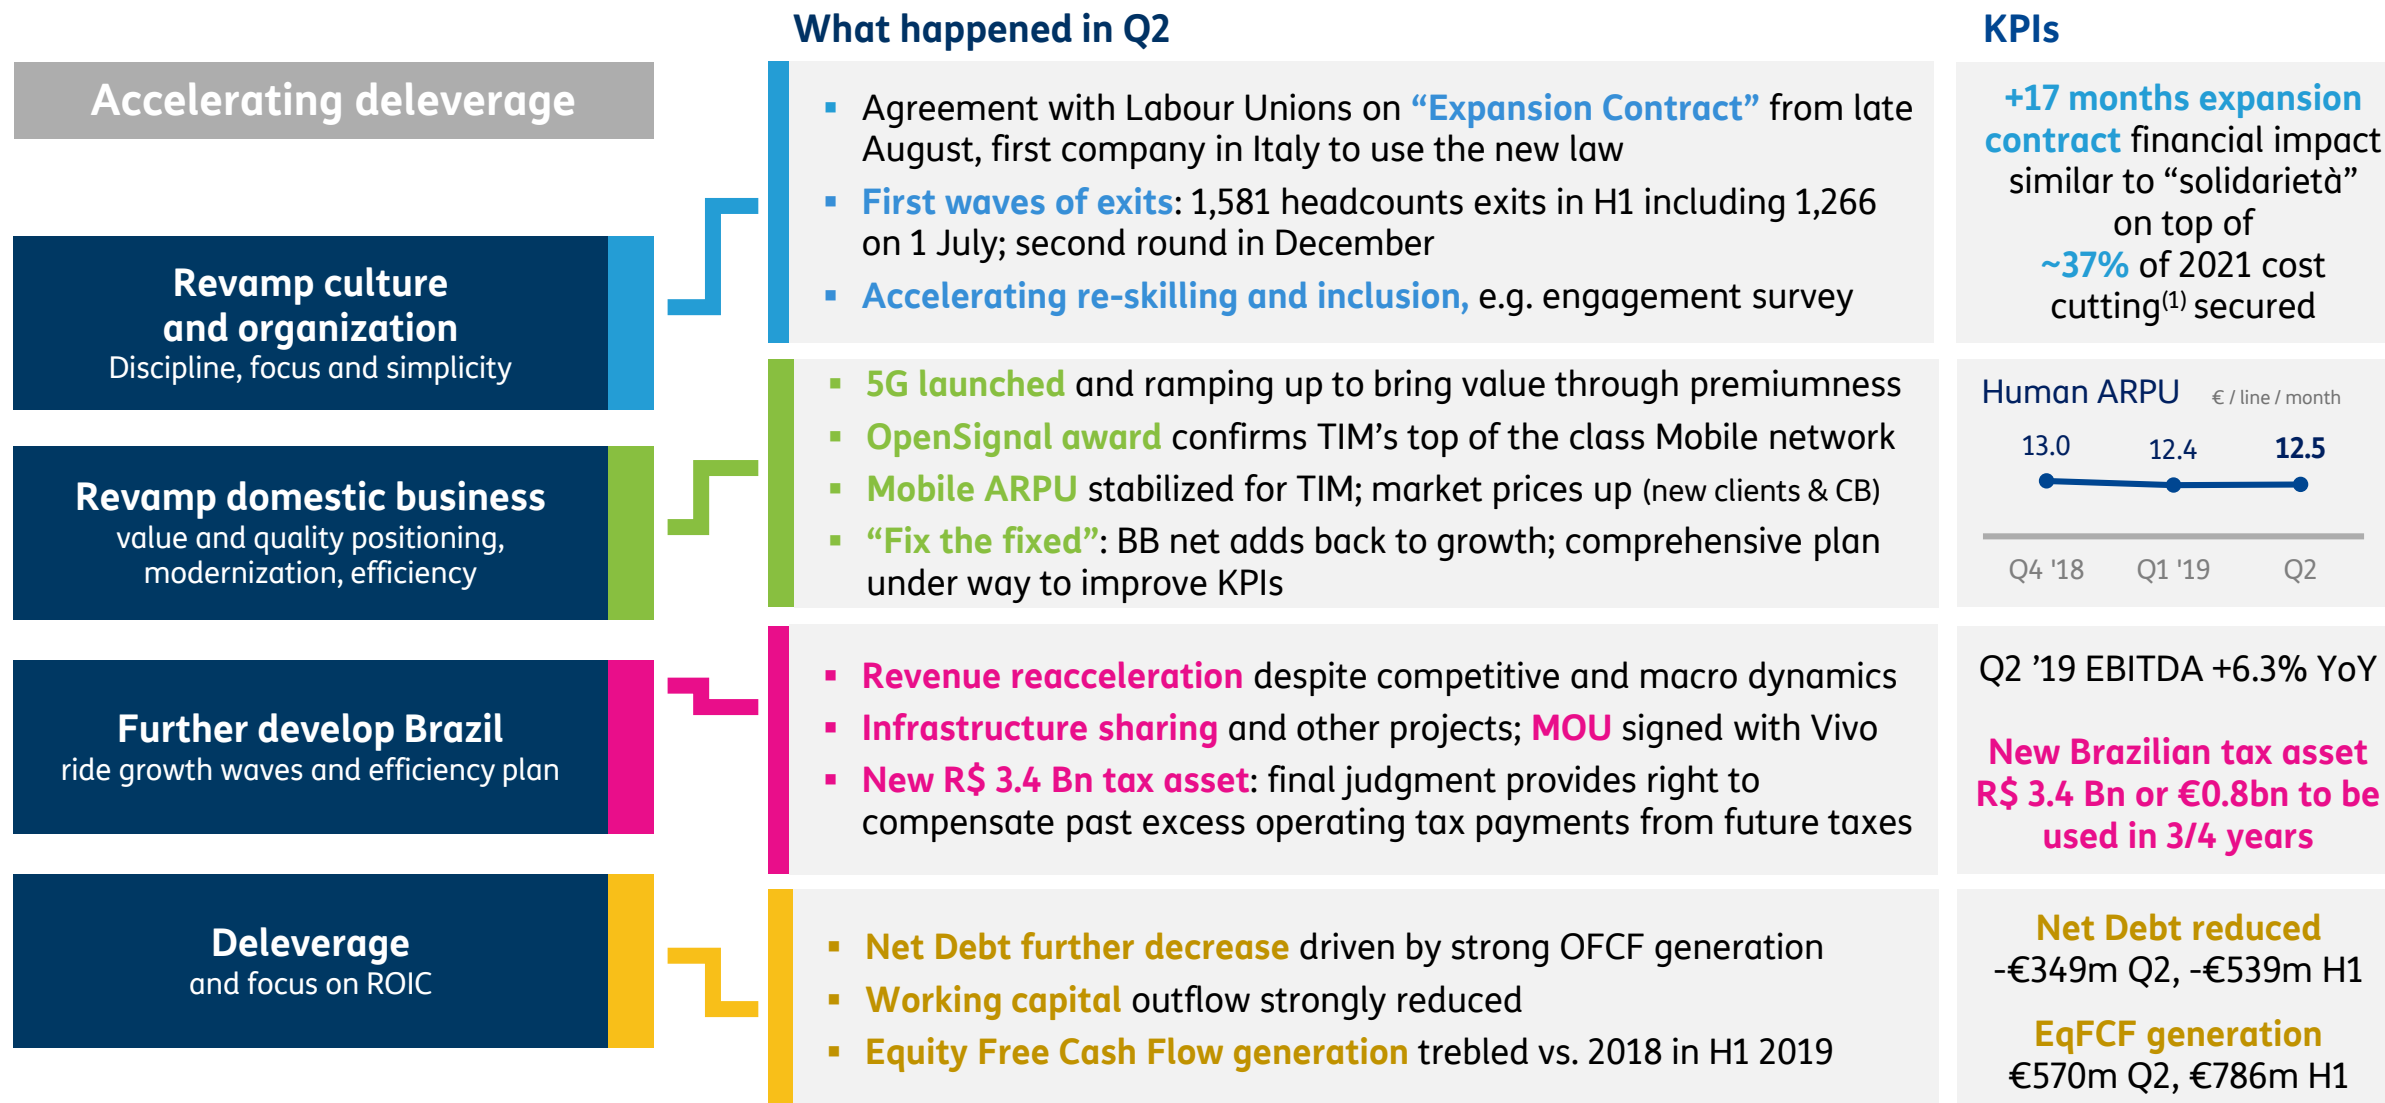 What happened in Q2
KPIs
Accelerating deleverage
Revamp culture
and organization
Discipline, focus and simplicity
▪ Agreement with Labour Unions on “Expansion Contract” from late
August, first company in Italy to use the new law
▪ First waves of exits: 1,581 headcounts exits in H1 including 1,266
on 1 July; second round in December
▪ Accelerating re-skilling and inclusion, e.g. engagement survey
+17 months expansion
contract financial impact
similar to “solidarietà”
on top of
~37% of 2021 cost
cutting(1) secured
Revamp domestic business
value and quality positioning,
modernization, efficiency
▪ 5G launched and ramping up to bring value through premiumness
▪ OpenSignal award confirms TIM’s top of the class Mobile network
▪ Mobile ARPU stabilized for TIM; market prices up (new clients & CB)
▪ “Fix the fixed”: BB net adds back to growth; comprehensive plan
under way to improve KPIs
Human ARPU € / line / month
13.0 12.4 12.5
Q4 '18 Q1 '19 Q2
Further develop Brazil
ride growth waves and efficiency plan
▪ Revenue reacceleration despite competitive and macro dynamics
▪ Infrastructure sharing and other projects; MOU signed with Vivo
▪ New R$ 3.4 Bn tax asset: final judgment provides right to
compensate past excess operating tax payments from future taxes
Q2 ’19 EBITDA +6.3% YoY
New Brazilian tax asset
R$ 3.4 Bn or €0.8bn to be
used in 3/4 years
Deleverage
and focus on ROIC
▪ Net Debt further decrease driven by strong OFCF generation
▪ Working capital outflow strongly reduced
▪ Equity Free Cash Flow generation trebled vs. 2018 in H1 2019
Net Debt reduced
-€349m Q2, -€539m H1
EqFCF generation
€570m Q2, €786m H1